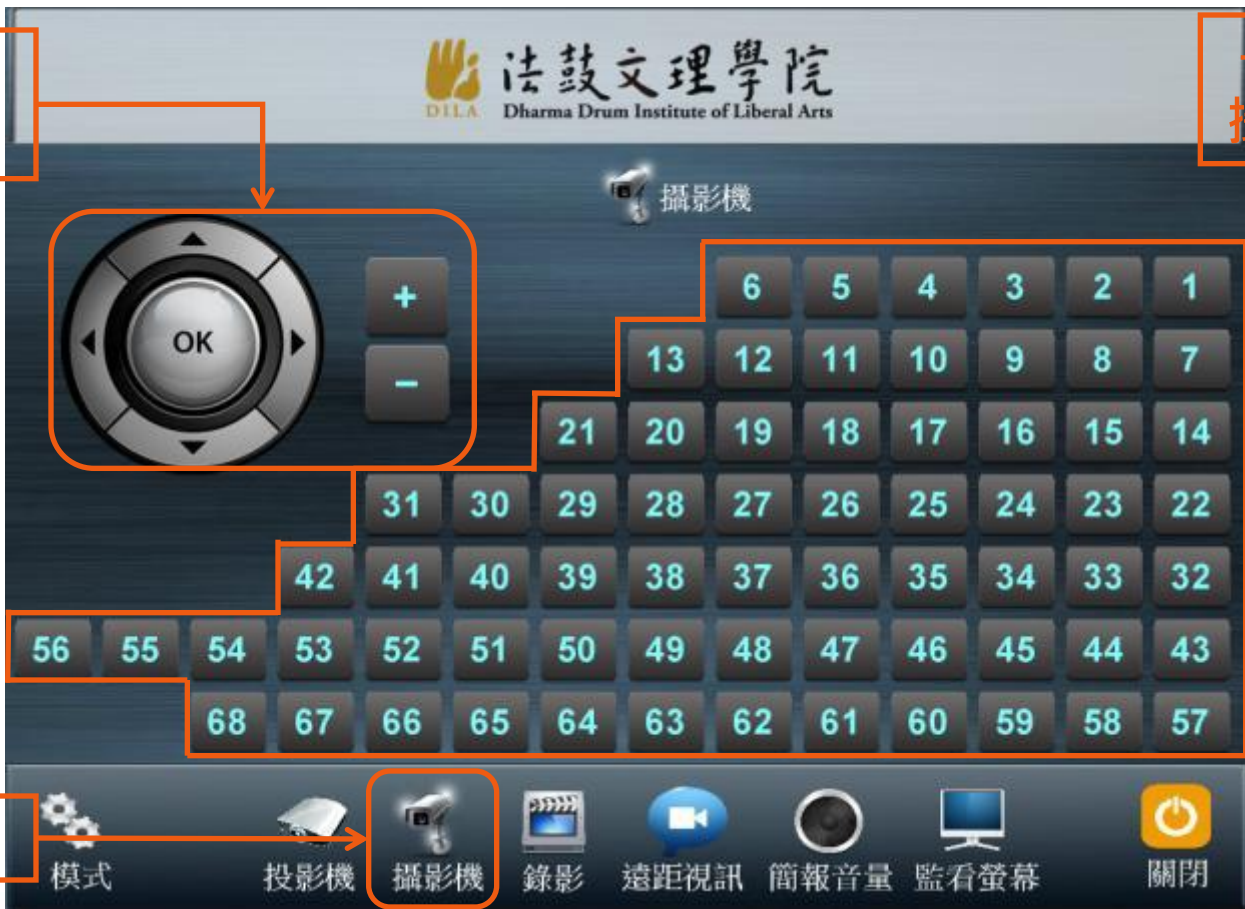 法鼓文理學院
DILA
Dharma Drum Institute of Liberal Arts
攝影機
OK
+
−
6 5 4 3 2 1
13 12 11 10 9 8 7
21 20 19 18 17 16 15 14
31 30 29 28 27 26 25 24 23 22
42 41 40 39 38 37 36 35 34 33 32
56 55 54 53 52 51 50 49 48 47 46 45 44 43
68 67 66 65 64 63 62 61 60 59 58 57
模式 投影機 攝影機 錄影 遠距視訊 簡報音量 監看螢幕 關閉